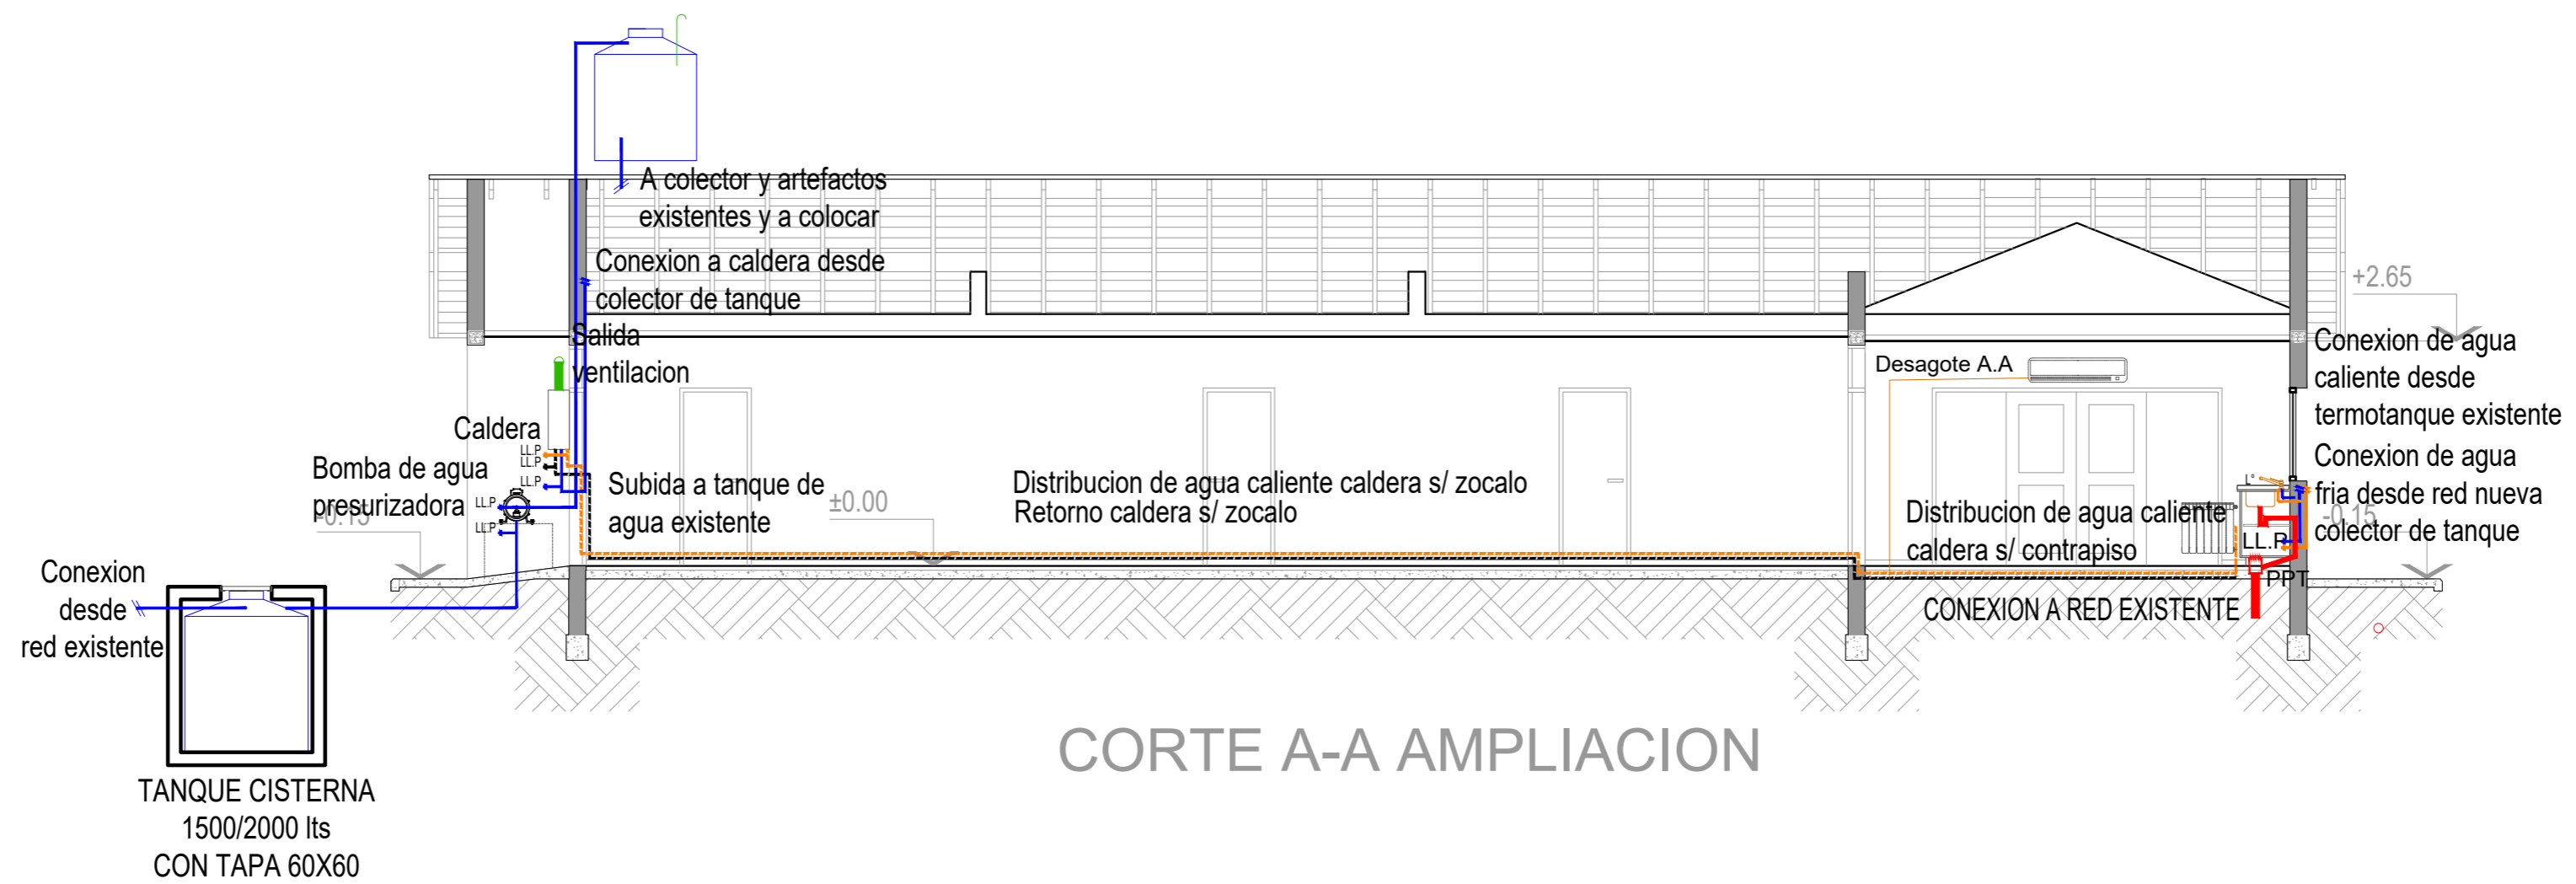 A colector y artefactos
existentes y a colocar
Conexion a caldera desde
colector de tanque
Salida
ventilacion
Caldera
LL.P
LL.P
LL.P
Bomba de agua
presurizadora
LL.P
LL.P
-0.15
Subida a tanque de
agua existente
±0.00
Distribucion de agua caliente caldera s/ zocalo
Retorno caldera s/ zocalo
Desagote A.A
+2.65
Conexion de agua
caliente desde
termotanque existente
Conexion de agua
fria desde red nueva
colector de tanque
-0.15
L°
Distribucion de agua caliente
caldera s/ contrapiso
LL.P
PPT
CONEXION A RED EXISTENTE
Conexion
desde
red existente
TANQUE CISTERNA
1500/2000 lts
CON TAPA 60X60
CORTE A-A AMPLIACION